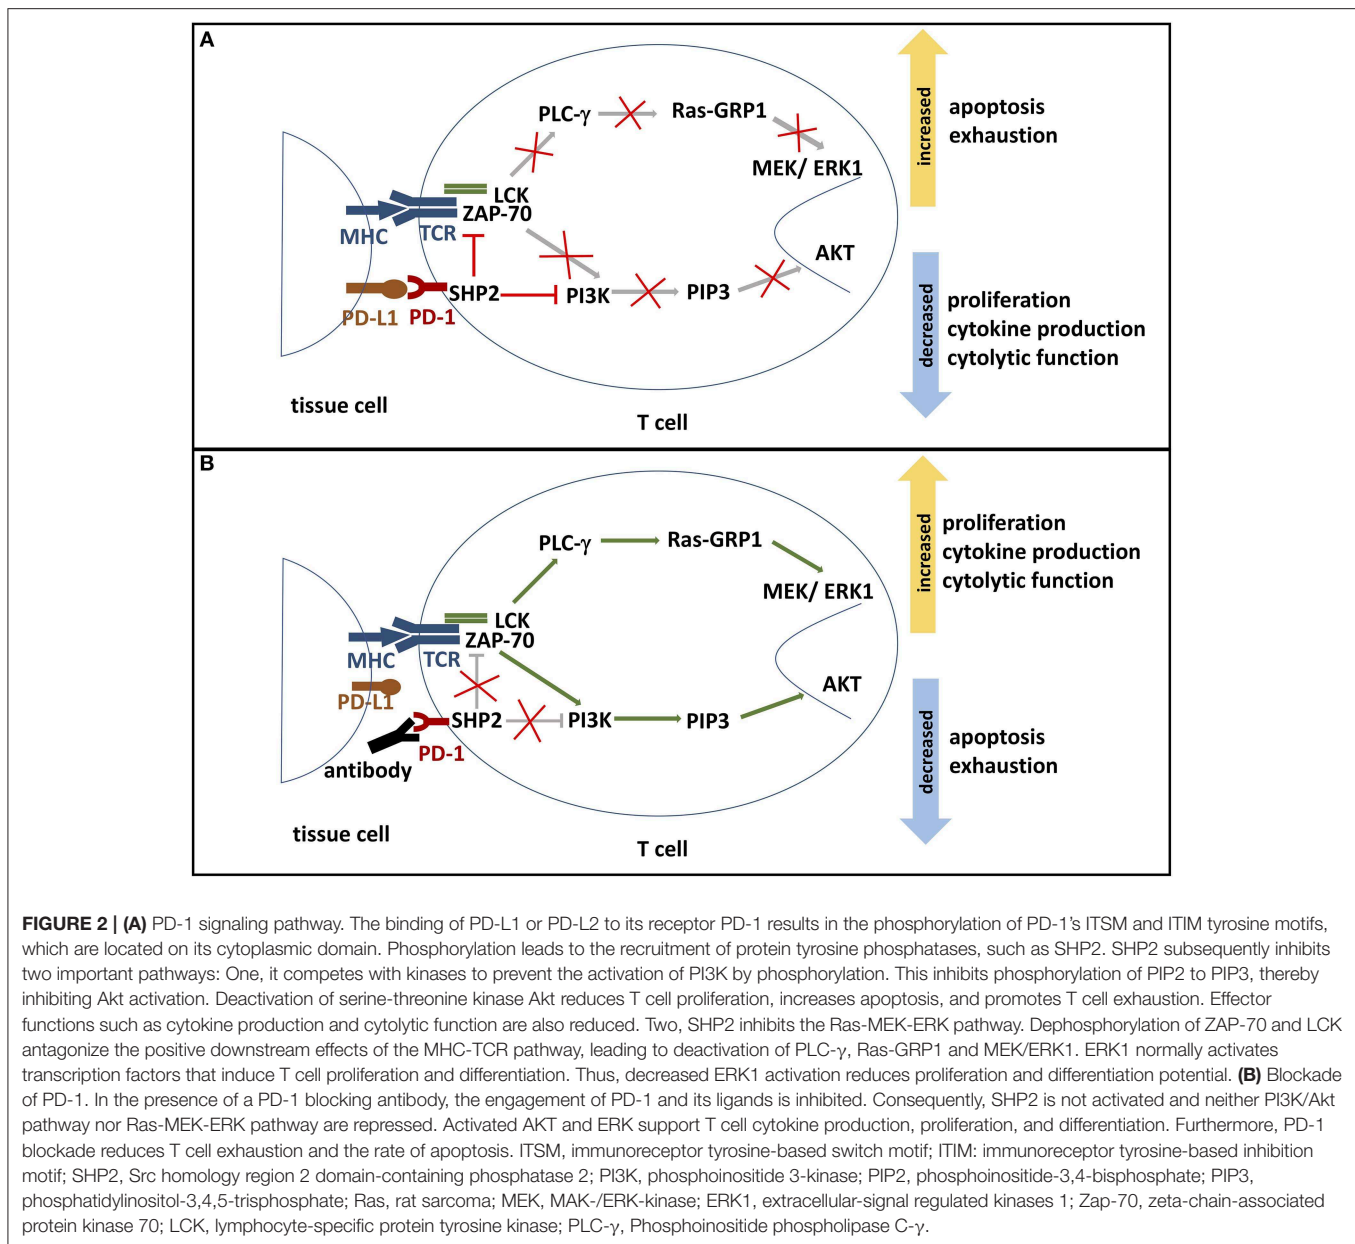 A
increased
apoptosis
exhaustion
PLC-γ
Ras-GRP1
MEK/ ERK1
LCK
ZAP-70
MHC
TCR
AKT
SHP2
PI3K
PIP3
PD-L1
PD-1
decreased
proliferation
cytokine production
cytolytic function
tissue cell
T cell
B
increased
proliferation
cytokine production
cytolytic function
PLC-γ
Ras-GRP1
MEK/ ERK1
LCK
ZAP-70
MHC
TCR
AKT
PD-L1
SHP2
PI3K
PIP3
PD-1
antibody
decreased
apoptosis
exhaustion
tissue cell
T cell
FIGURE 2 | (A) PD-1 signaling pathway. The binding of PD-L1 or PD-L2 to its receptor PD-1 results in the phosphorylation of PD-1's ITSM and ITIM tyrosine motifs,
which are located on its cytoplasmic domain. Phosphorylation leads to the recruitment of protein tyrosine phosphatases, such as SHP2. SHP2 subsequently inhibits
two important pathways: One, it competes with kinases to prevent the activation of PI3K by phosphorylation. This inhibits phosphorylation of PIP2 to PIP3, thereby
inhibiting Akt activation. Deactivation of serine-threonine kinase Akt reduces T cell proliferation, increases apoptosis, and promotes T cell exhaustion. Effector
functions such as cytokine production and cytolytic function are also reduced. Two, SHP2 inhibits the Ras-MEK-ERK pathway. Dephosphorylation of ZAP-70 and LCK
antagonize the positive downstream effects of the MHC-TCR pathway, leading to deactivation of PLC-γ, Ras-GRP1 and MEK/ERK1. ERK1 normally activates
transcription factors that induce T cell proliferation and differentiation. Thus, decreased ERK1 activation reduces proliferation and differentiation potential. (B) Blockade
of PD-1. In the presence of a PD-1 blocking antibody, the engagement of PD-1 and its ligands is inhibited. Consequently, SHP2 is not activated and neither PI3K/Akt
pathway nor Ras-MEK-ERK pathway are repressed. Activated AKT and ERK support T cell cytokine production, proliferation, and differentiation. Furthermore, PD-1
blockade reduces T cell exhaustion and the rate of apoptosis. ITSM, immunoreceptor tyrosine-based switch motif; ITIM: immunoreceptor tyrosine-based inhibition
motif; SHP2, Src homology region 2 domain-containing phosphatase 2; PI3K, phosphoinositide 3-kinase; PIP2, phosphoinositide-3,4-bisphosphate; PIP3,
phosphatidylinositol-3,4,5-trisphosphate; Ras, rat sarcoma; MEK, MAK-/ERK-kinase; ERK1, extracellular-signal regulated kinases 1; Zap-70, zeta-chain-associated
protein kinase 70; LCK, lymphocyte-specific protein tyrosine kinase; PLC-γ, Phosphoinositide phospholipase C-γ.